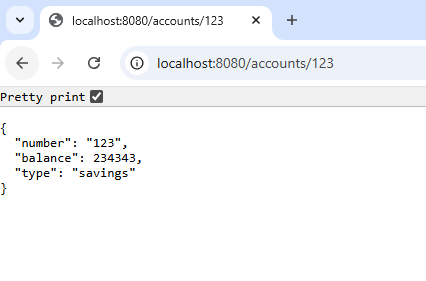 localhost:8080/accounts/123
localhost:8080/accounts/123
Pretty print
{
  "number": "123",
  "balance": 234343,
  "type": "savings"
}